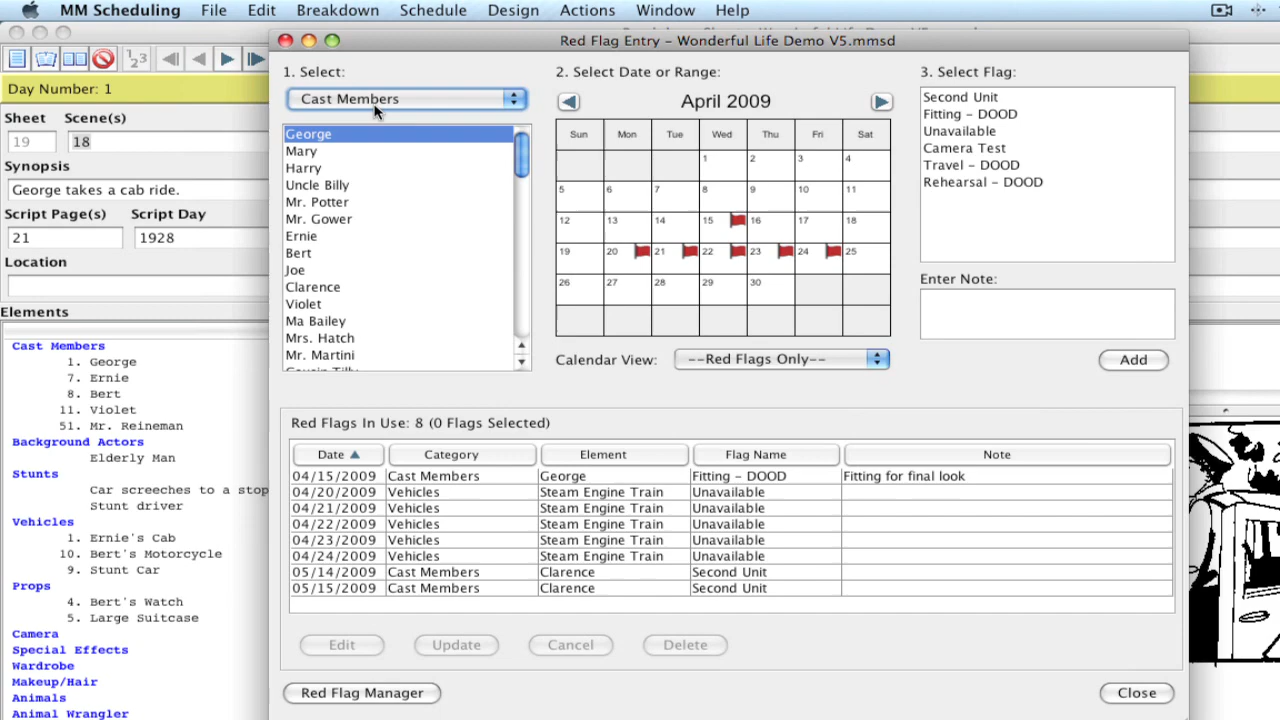 MM Scheduling File Edit Breakdown Schedule Design Actions Window Help
Red Flag Entry – Wonderful Life Demo V5.mmsd
Day Number: 1
Sheet Scene(s)
19 18
Synopsis
George takes a cab ride.
Script Page(s) Script Day
21 1928
Location
Elements
Cast Members
1. George
7. Ernie
8. Bert
11. Violet
51. Mr. Reineman
Background Actors
Elderly Man
Stunts
Car screeches to a stop
Stunt driver
Vehicles
1. Ernie's Cab
10. Bert's Motorcycle
9. Stunt Car
Props
4. Bert's Watch
5. Large Suitcase
Camera
Special Effects
Wardrobe
Makeup/Hair
Animals
Animal Wrangler
1. Select:
Cast Members
George
Mary
Harry
Uncle Billy
Mr. Potter
Mr. Gower
Ernie
Bert
Joe
Clarence
Violet
Ma Bailey
Mrs. Hatch
Mr. Martini
2. Select Date or Range:
April 2009
Sun Mon Tue Wed Thu Fri Sat
1 2 3 4
5 6 7 8 9 10 11
12 13 14 15 16 17 18
19 20 21 22 23 24 25
26 27 28 29 30
Calendar View: --Red Flags Only--
3. Select Flag:
Second Unit
Fitting – DOOD
Unavailable
Camera Test
Travel – DOOD
Rehearsal – DOOD
Enter Note:
Add
Red Flags In Use: 8 (0 Flags Selected)
Date Category Element Flag Name Note
04/15/2009 Cast Members George Fitting – DOOD Fitting for final look
04/20/2009 Vehicles Steam Engine Train Unavailable
04/21/2009 Vehicles Steam Engine Train Unavailable
04/22/2009 Vehicles Steam Engine Train Unavailable
04/23/2009 Vehicles Steam Engine Train Unavailable
04/24/2009 Vehicles Steam Engine Train Unavailable
05/14/2009 Cast Members Clarence Second Unit
05/15/2009 Cast Members Clarence Second Unit
Edit Update Cancel Delete
Red Flag Manager Close